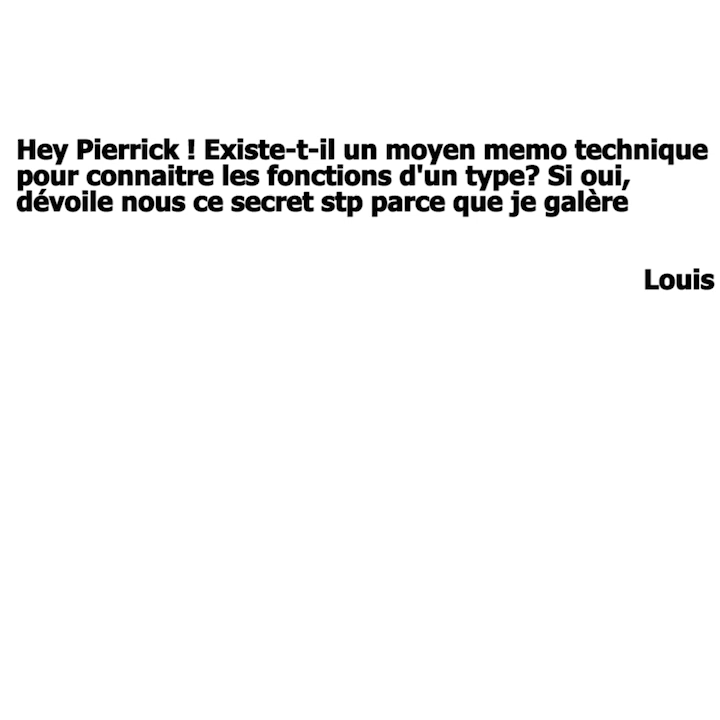 Hey Pierrick ! Existe-t-il un moyen memo technique
pour connaitre les fonctions d'un type? Si oui,
dévoile nous ce secret stp parce que je galère
Louis